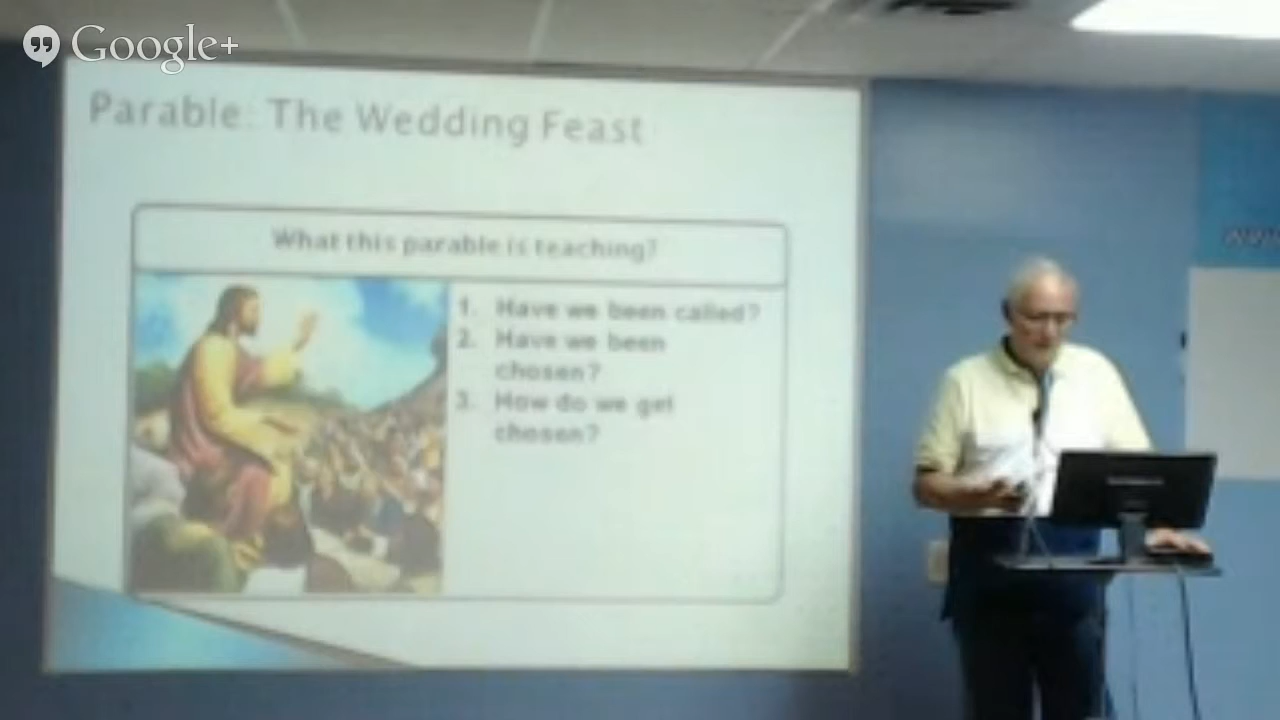 Google+
Parable: The Wedding Feast
What this parable is teaching?
1. Have we been called?
2. Have we been
chosen?
3. How do we get
chosen?